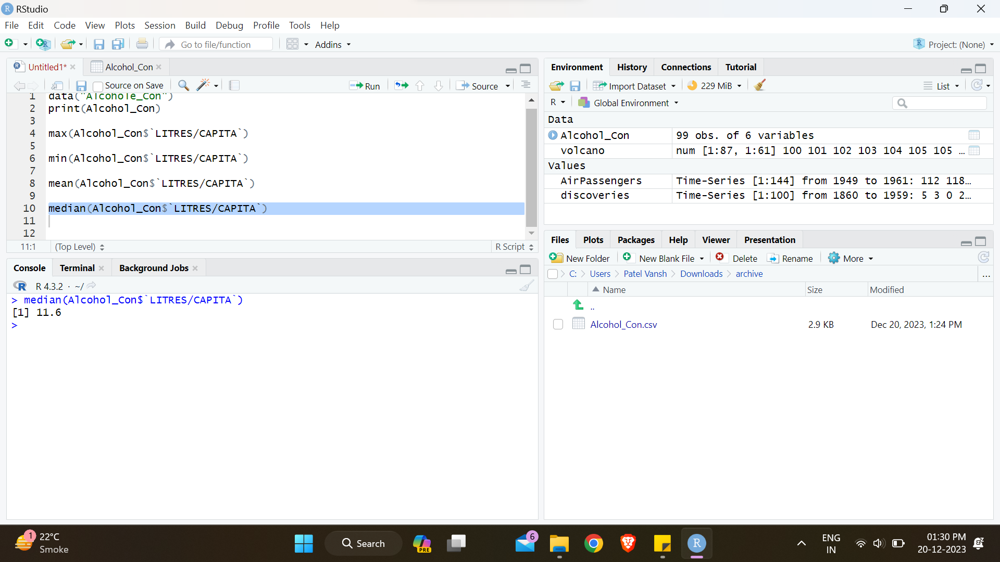 RStudio
File Edit Code View Plots Session Build Debug Profile Tools Help
Go to file/function Addins Project: (None)
Untitled1* Alcohol_Con
Source on Save Run Source
1 data("Alcohole_Con")
2 print(Alcohol_Con)
3
4 max(Alcohol_Con$`LITRES/CAPITA`)
5
6 min(Alcohol_Con$`LITRES/CAPITA`)
7
8 mean(Alcohol_Con$`LITRES/CAPITA`)
9
10 median(Alcohol_Con$`LITRES/CAPITA`)
11
12
11:1 (Top Level) R Script
Console Terminal Background Jobs
R 4.3.2 · ~/
> median(Alcohol_Con$`LITRES/CAPITA`)
[1] 11.6
>
Environment History Connections Tutorial
Import Dataset 229 MiB List
R Global Environment
Data
Alcohol_Con 99 obs. of 6 variables
volcano num [1:87, 1:61] 100 101 102 103 104 105 105 …
Values
AirPassengers Time-Series [1:144] from 1949 to 1961: 112 118…
discoveries Time-Series [1:100] from 1860 to 1959: 5 3 0 2…
Files Plots Packages Help Viewer Presentation
New Folder New Blank File Delete Rename More
C: Users Patel Vansh Downloads archive ...
Name Size Modified
..
Alcohol_Con.csv 2.9 KB Dec 20, 2023, 1:24 PM
1 22°C
Smoke
Search
PRE
6
R
ENG
IN
01:30 PM
20-12-2023